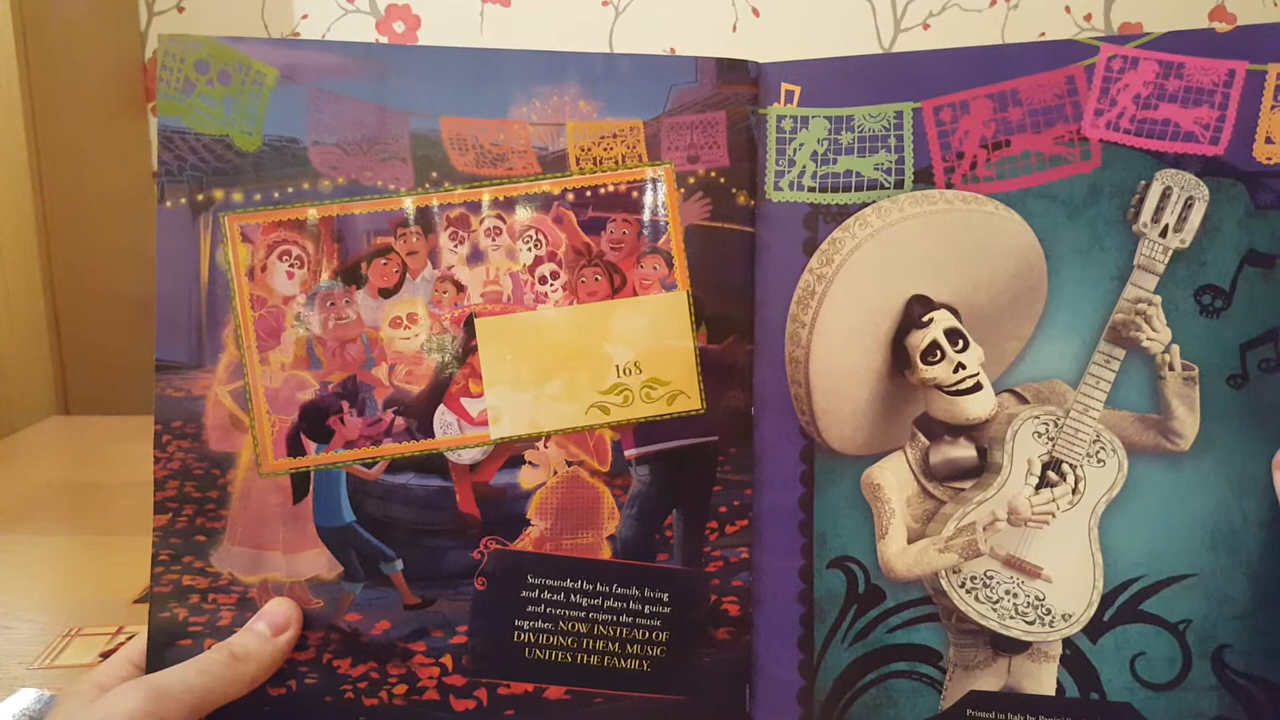 168
Surrounded by his family, living
and dead, Miguel plays his guitar
and everyone enjoys the music
together. NOW INSTEAD OF
DIVIDING THEM, MUSIC
UNITES THE FAMILY.
Printed in Italy by Panini